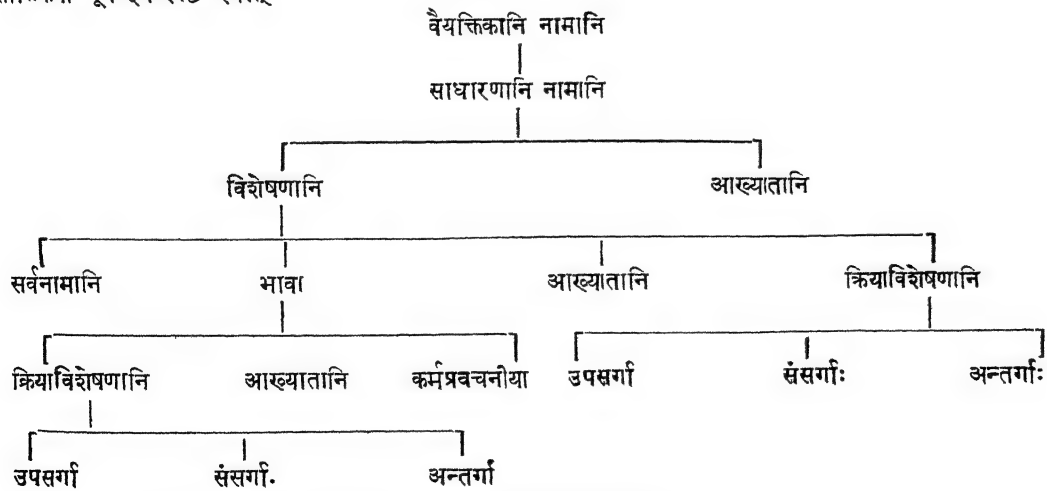 वैयक्तिकानि नामानि
साधारणानि नामानि
विशेषणानि आख्यातानि
सर्वनामानि भावा आख्यातानि क्रियाविशेषणानि
क्रियाविशेषणानि आख्यातानि कर्मप्रवचनीया उपसर्गा संसर्गाः अन्तर्गाः
उपसर्गा संसर्गा. अन्तर्गा